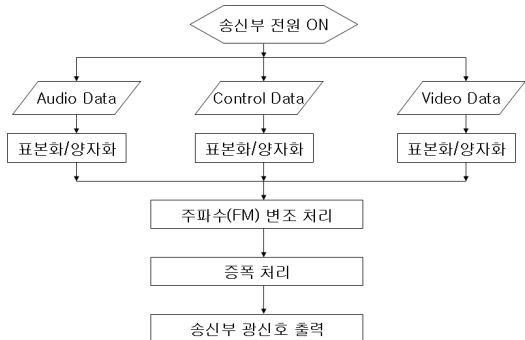 송신부 전원 ON
Audio Data
Control Data
Video Data
표본화/양자화
표본화/양자화
표본화/양자화
주파수(FM) 변조 처리
증폭 처리
송신부 광신호 출력